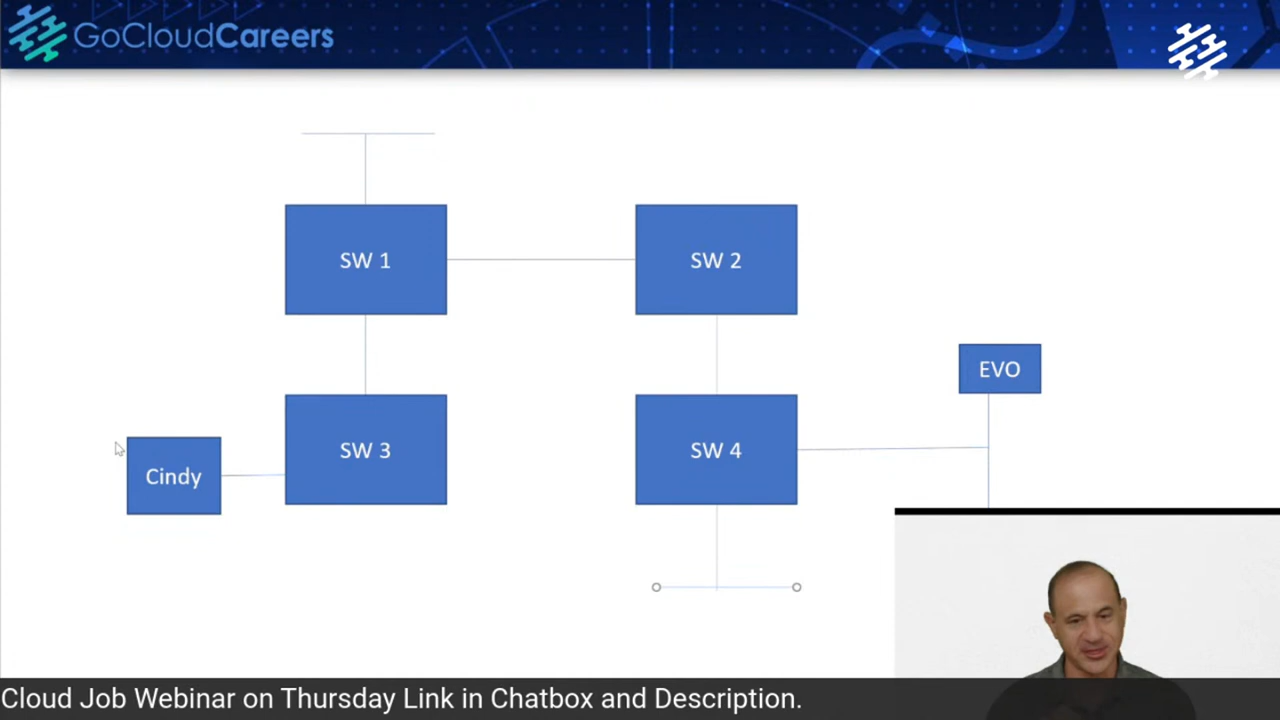 GoCloudCareers
SW 1
SW 2
EVO
SW 3
SW 4
Cindy
Cloud Job Webinar on Thursday Link in Chatbox and Description.